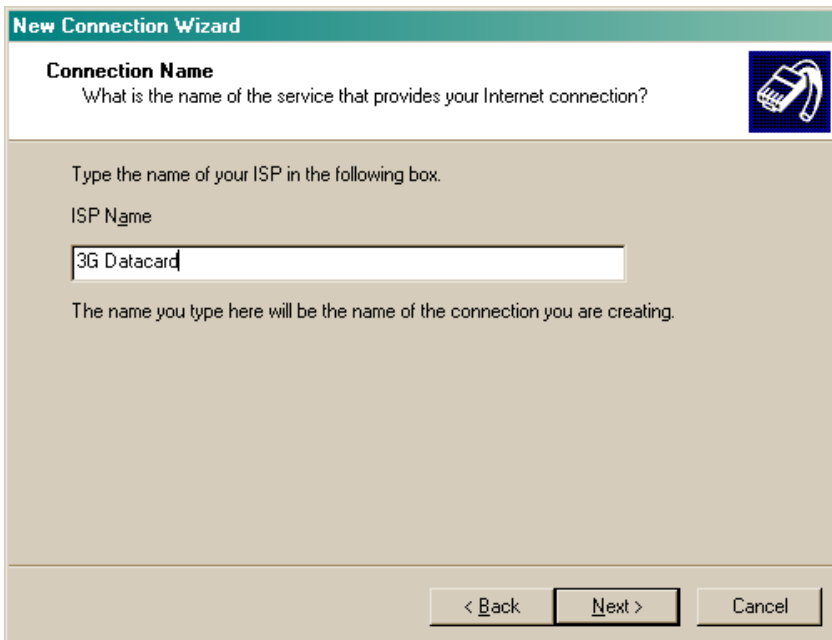 New Connection Wizard
Connection Name
What is the name of the service that provides your Internet connection?
Type the name of your ISP in the following box.
ISP Name
3G Datacard
The name you type here will be the name of the connection you are creating.
< Back
Next >
Cancel